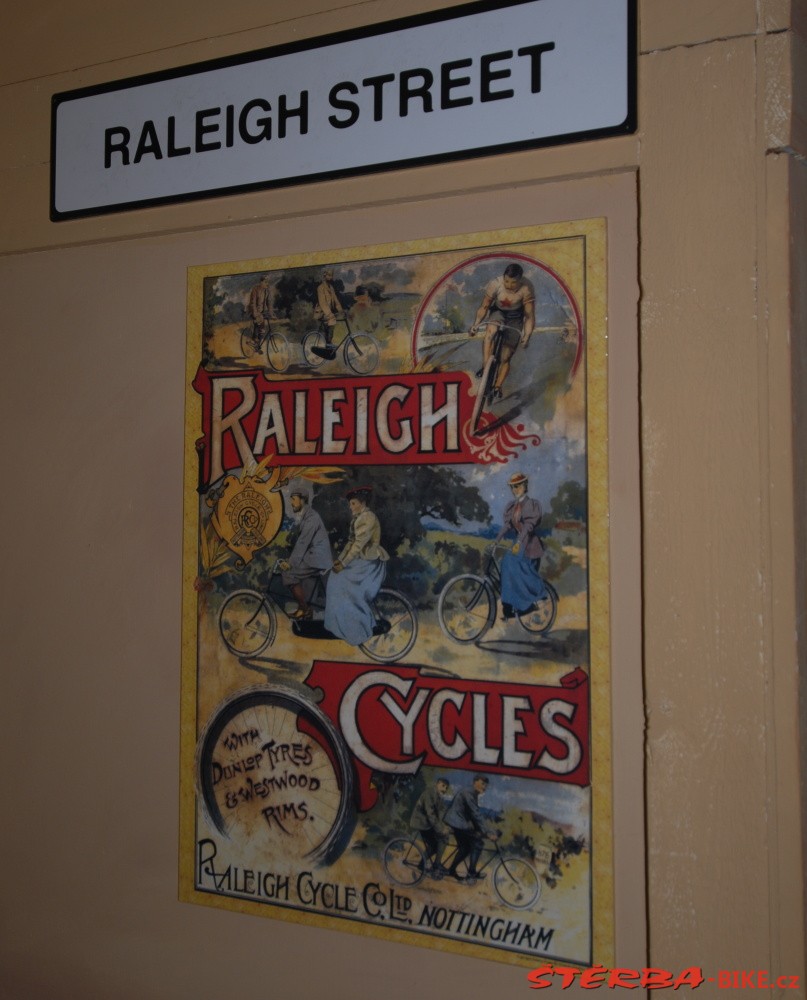 RALEIGH STREET
RALEIGH
CYCLES
WITH
DUNLOP TYRES
& WESTWOOD
RIMS.
RALEIGH CYCLE CO. LTD. NOTTINGHAM
STERBA-BIKE.cz